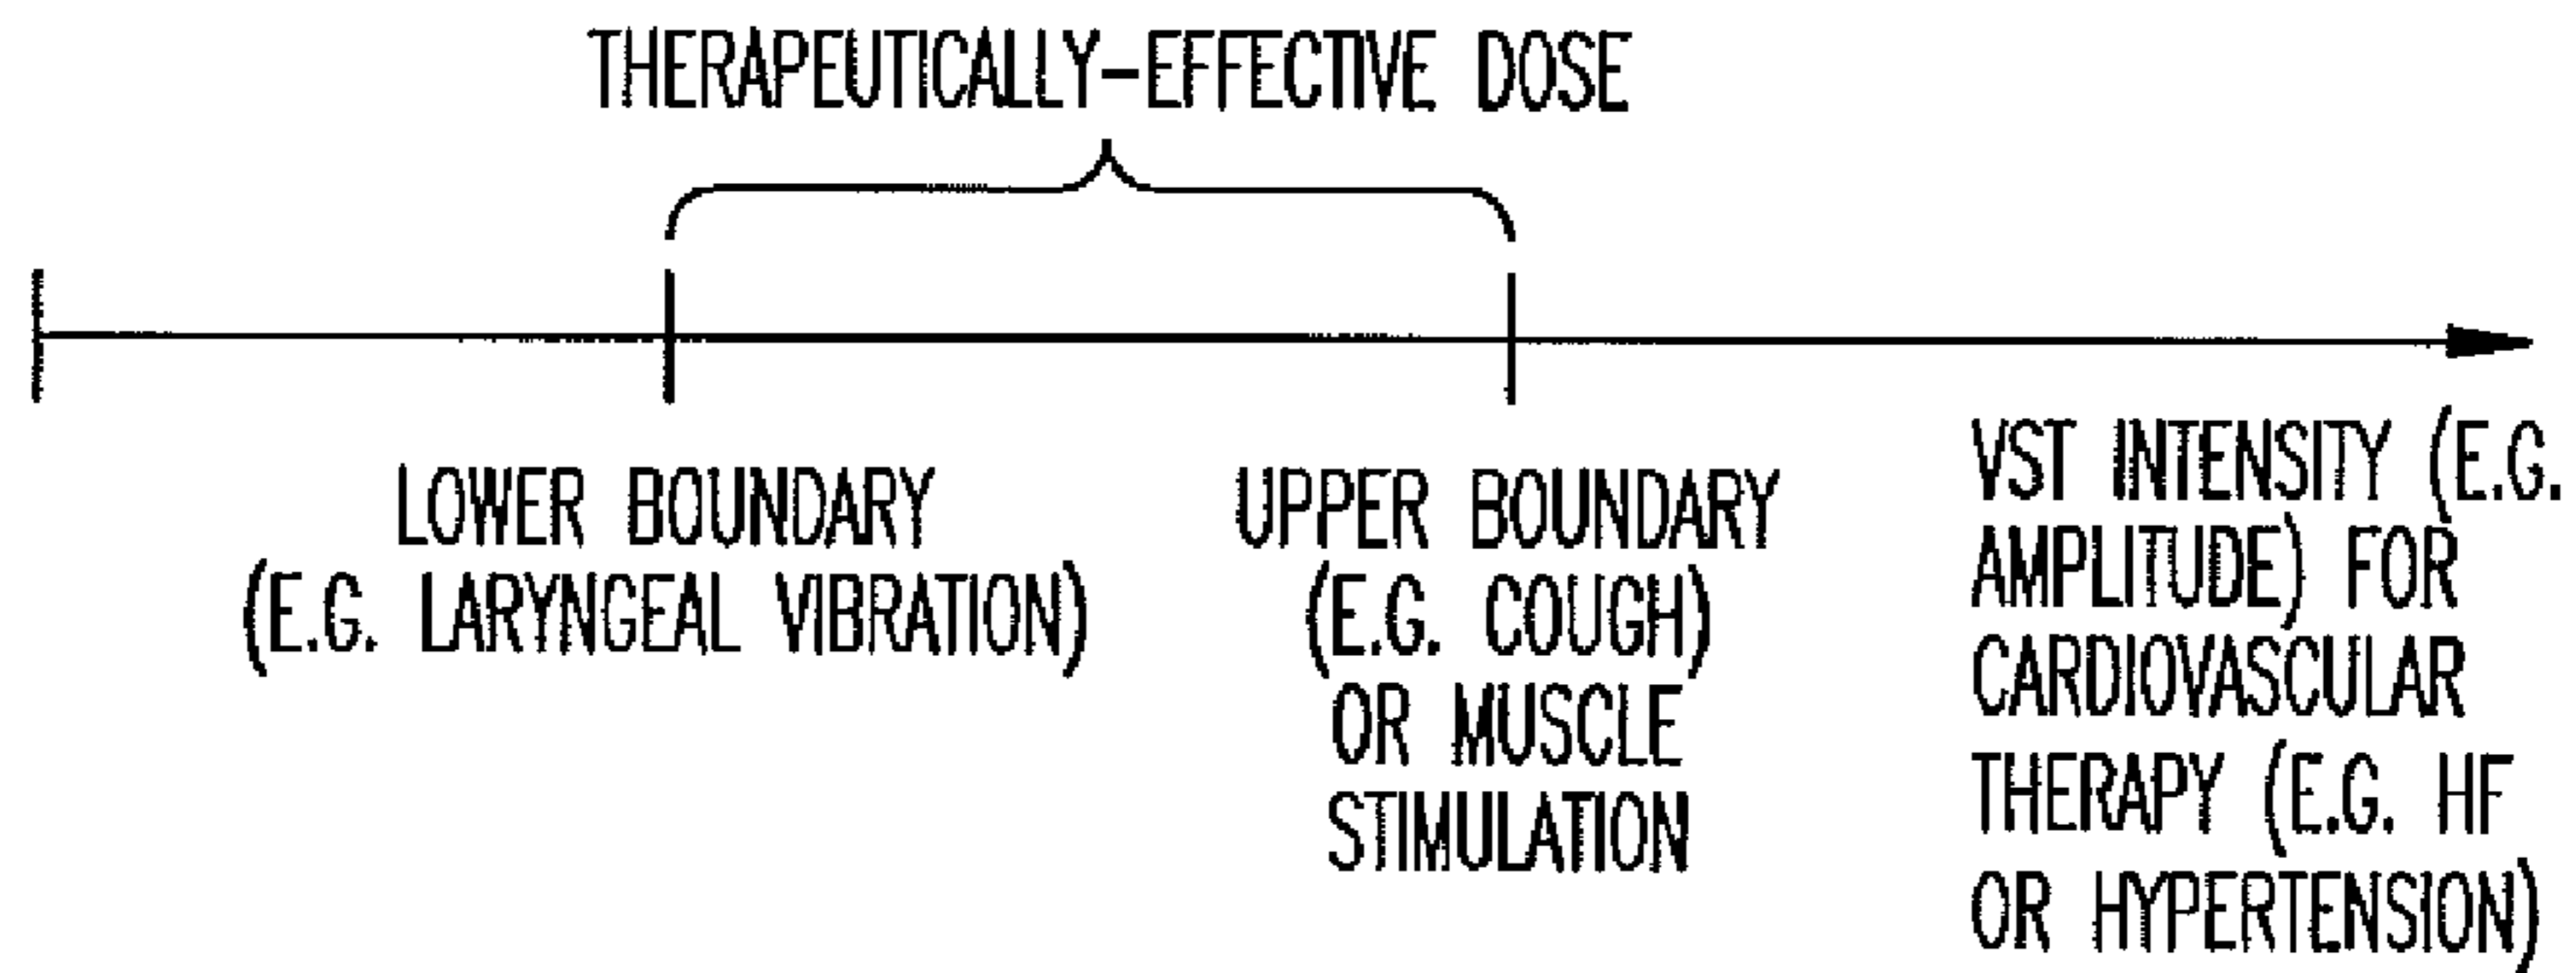 THERAPEUTICALLY-EFFECTIVE DOSE
LOWER BOUNDARY
(E.G. LARYNGEAL VIBRATION)
UPPER BOUNDARY
(E.G. COUGH)
OR MUSCLE
STIMULATION
VST INTENSITY (E.G.
AMPLITUDE) FOR
CARDIOVASCULAR
THERAPY (E.G. HF
OR HYPERTENSION)